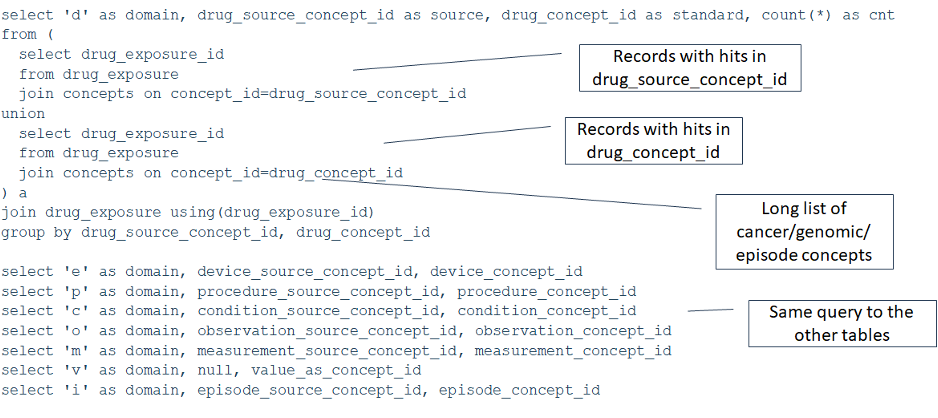 select 'd' as domain, drug_source_concept_id as source, drug_concept_id as standard, count(*) as cnt
from (
select drug_exposure_id
from drug_exposure
join concepts on concept_id=drug_source_concept_id
union
select drug_exposure_id
from drug_exposure
join concepts on concept_id=drug_concept_id
) a
join drug_exposure using(drug_exposure_id)
group by drug_source_concept_id, drug_concept_id
Records with hits in
drug_source_concept_id
Records with hits in
drug_concept_id
Long list of
cancer/genomic/
episode concepts
select 'e' as domain, device_source_concept_id, device_concept_id
select 'p' as domain, procedure_source_concept_id, procedure_concept_id
select 'c' as domain, condition_source_concept_id, condition_concept_id
select 'o' as domain, observation_source_concept_id, observation_concept_id
select 'm' as domain, measurement_source_concept_id, measurement_concept_id
select 'v' as domain, null, value_as_concept_id
select 'i' as domain, episode_source_concept_id, episode_concept_id
Same query to the
other tables